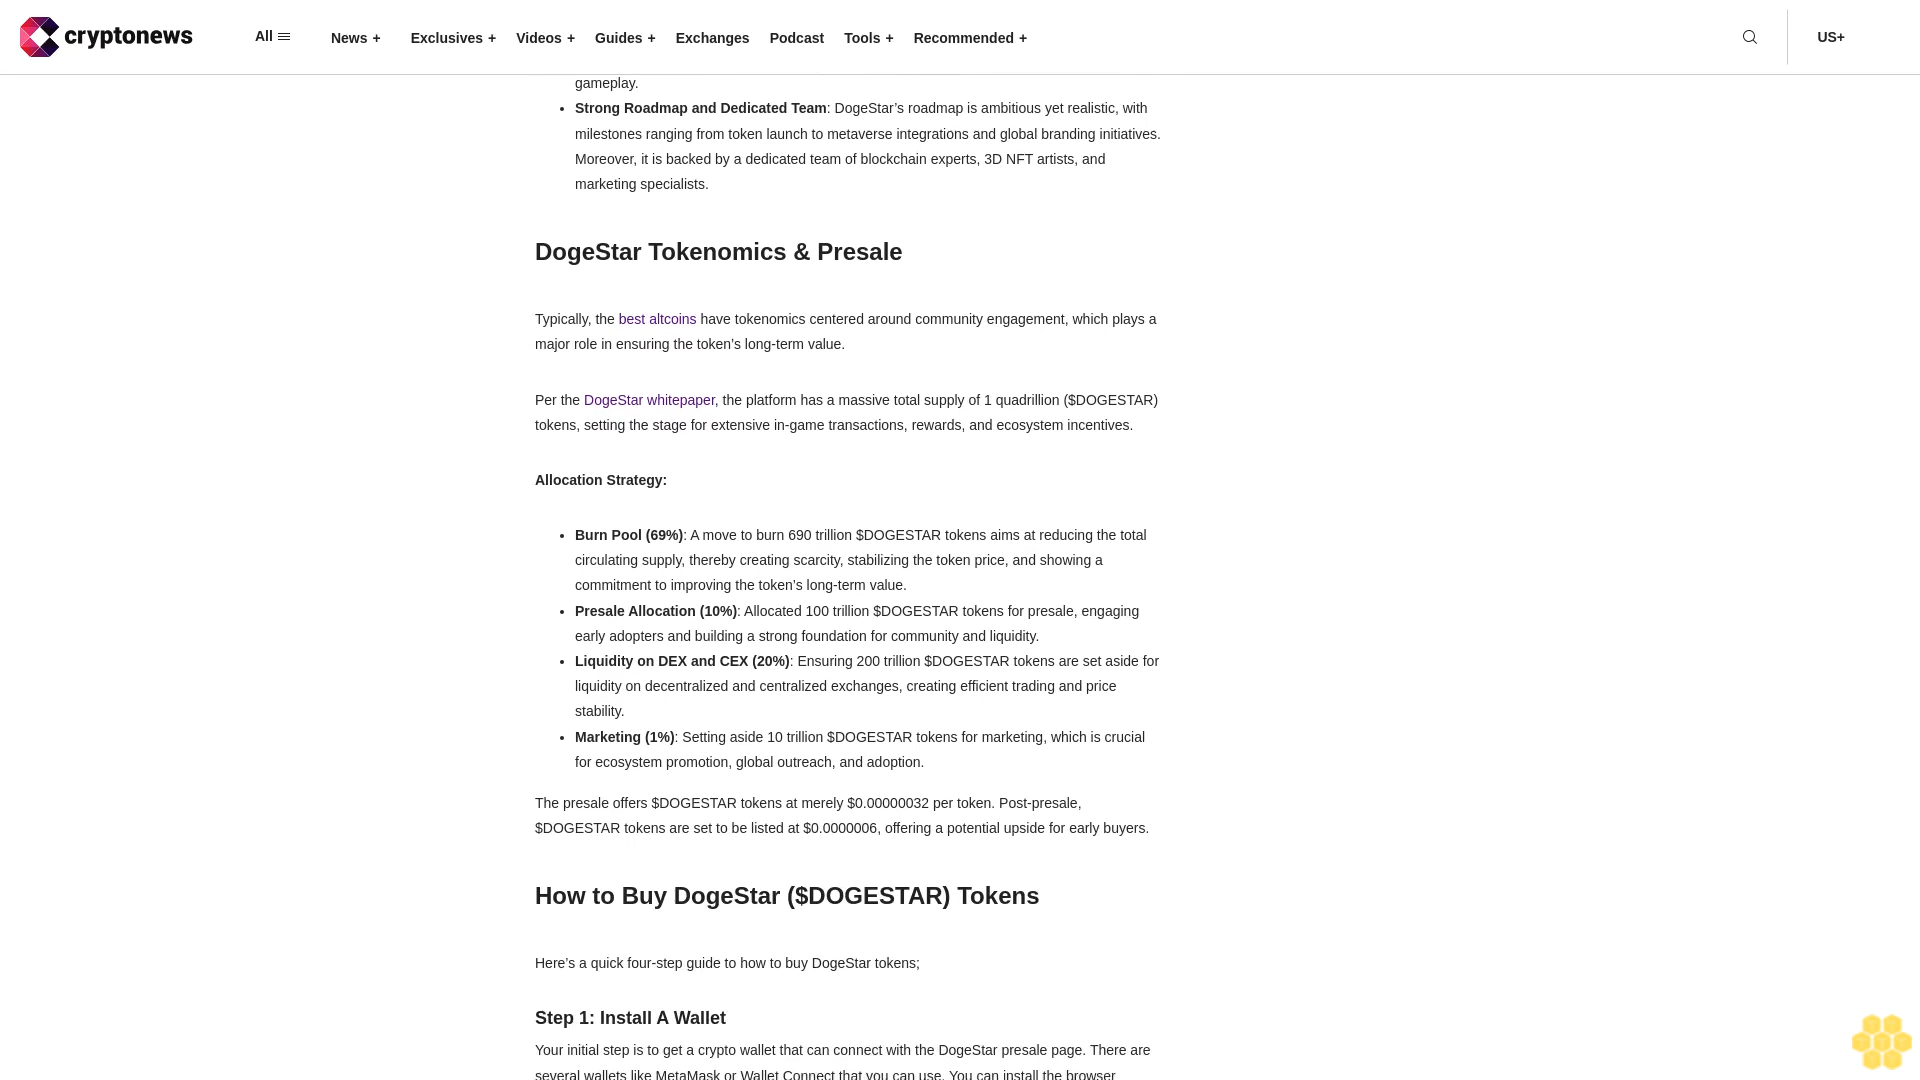 cryptonews
All
News +
Exclusives +
Videos +
Guides +
Exchanges
Podcast
Tools +
Recommended +
US+
gameplay.
Strong Roadmap and Dedicated Team: DogeStar’s roadmap is ambitious yet realistic, with
milestones ranging from token launch to metaverse integrations and global branding initiatives.
Moreover, it is backed by a dedicated team of blockchain experts, 3D NFT artists, and
marketing specialists.
DogeStar Tokenomics & Presale
Typically, the best altcoins have tokenomics centered around community engagement, which plays a
major role in ensuring the token’s long-term value.
Per the DogeStar whitepaper, the platform has a massive total supply of 1 quadrillion ($DOGESTAR)
tokens, setting the stage for extensive in-game transactions, rewards, and ecosystem incentives.
Allocation Strategy:
Burn Pool (69%): A move to burn 690 trillion $DOGESTAR tokens aims at reducing the total
circulating supply, thereby creating scarcity, stabilizing the token price, and showing a
commitment to improving the token’s long-term value.
Presale Allocation (10%): Allocated 100 trillion $DOGESTAR tokens for presale, engaging
early adopters and building a strong foundation for community and liquidity.
Liquidity on DEX and CEX (20%): Ensuring 200 trillion $DOGESTAR tokens are set aside for
liquidity on decentralized and centralized exchanges, creating efficient trading and price
stability.
Marketing (1%): Setting aside 10 trillion $DOGESTAR tokens for marketing, which is crucial
for ecosystem promotion, global outreach, and adoption.
The presale offers $DOGESTAR tokens at merely $0.00000032 per token. Post-presale,
$DOGESTAR tokens are set to be listed at $0.0000006, offering a potential upside for early buyers.
How to Buy DogeStar ($DOGESTAR) Tokens
Here’s a quick four-step guide to how to buy DogeStar tokens;
Step 1: Install A Wallet
Your initial step is to get a crypto wallet that can connect with the DogeStar presale page. There are
several wallets like MetaMask or Wallet Connect that you can use. You can install the browser